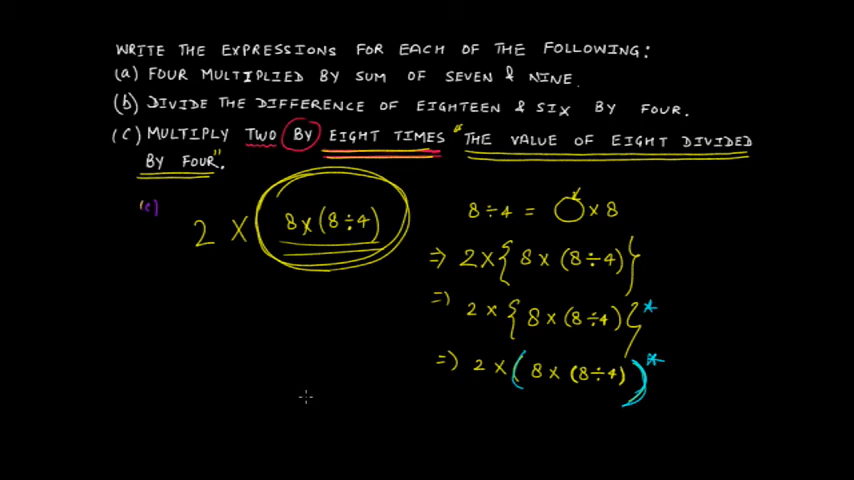 WRITE THE EXPRESSIONS FOR EACH OF THE FOLLOWING:
(a) FOUR MULTIPLIED BY SUM OF SEVEN & NINE.
(b) DIVIDE THE DIFFERENCE OF EIGHTEEN & SIX BY FOUR.
(C) MULTIPLY TWO BY EIGHT TIMES "THE VALUE OF EIGHT DIVIDED
BY FOUR".
(c)
2 × 8×(8÷4)
8÷4 = ○ × 8
⇒ 2×{ 8 × (8÷4)}
⇒ 2 × { 8 × (8÷4) }*
⇒ 2 × ( 8 × (8÷4) )*